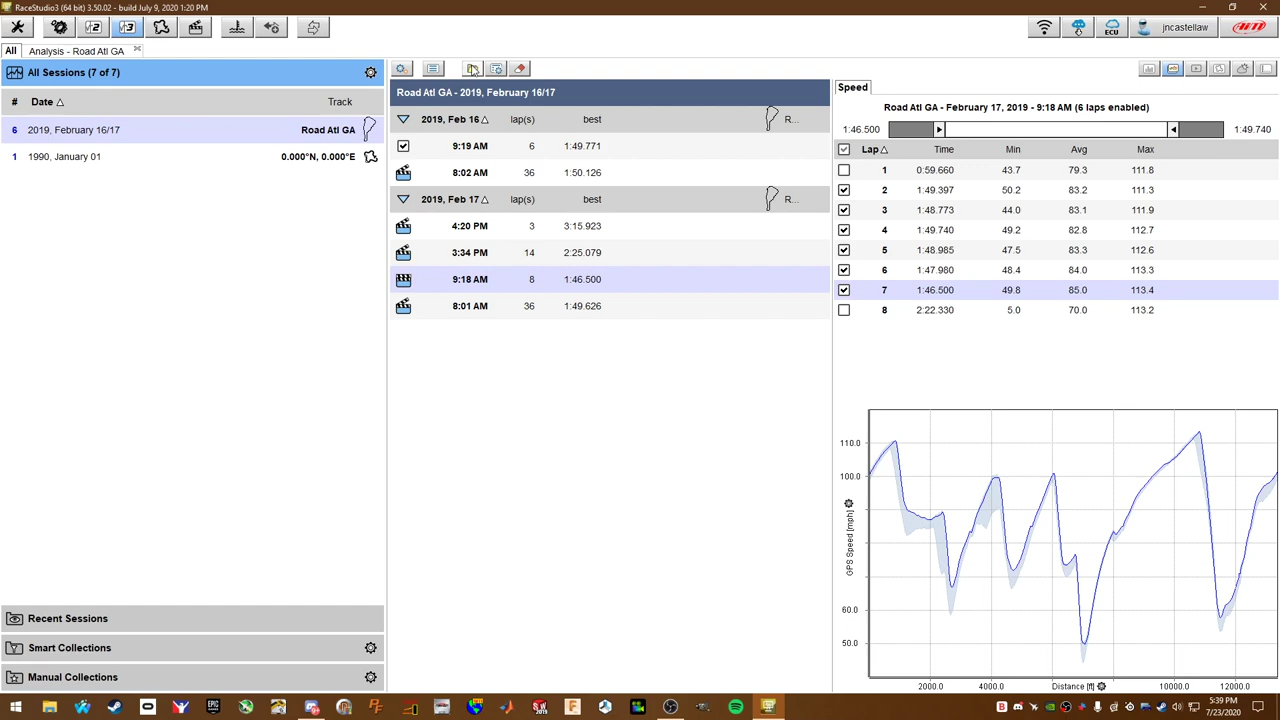 RaceStudio3 (64 bit) 3.50.02 - build July 9, 2020 1:20 PM
2 3 ECU jncastellaw
All Analysis - Road Atl GA
All Sessions (7 of 7)
# Date Track
6 2019, February 16/17 Road Atl GA
1 1990, January 01 0.000°N, 0.000°E
Recent Sessions
Smart Collections
Manual Collections
Road Atl GA - 2019, February 16/17
2019, Feb 16 lap(s) best R...
9:19 AM 6 1:49.771
8:02 AM 36 1:50.126
2019, Feb 17 lap(s) best R...
4:20 PM 3 3:15.923
3:34 PM 14 2:25.079
9:18 AM 8 1:46.500
8:01 AM 36 1:49.626
Speed
Road Atl GA - February 17, 2019 - 9:18 AM (6 laps enabled)
1:46.500 1:49.740
Lap Time Min Avg Max
1 0:59.660 43.7 79.3 111.8
2 1:49.397 50.2 83.2 111.3
3 1:48.773 44.0 83.1 111.9
4 1:49.740 49.2 82.8 112.7
5 1:48.985 47.5 83.3 112.6
6 1:47.980 48.4 84.0 113.3
7 1:46.500 49.8 85.0 113.4
8 2:22.330 5.0 70.0 113.2
110.0
100.0
GPS Speed [mph]
60.0
50.0
2000.0 4000.0 Distance [ft] 10000.0 12000.0
5:39 PM
7/23/2020